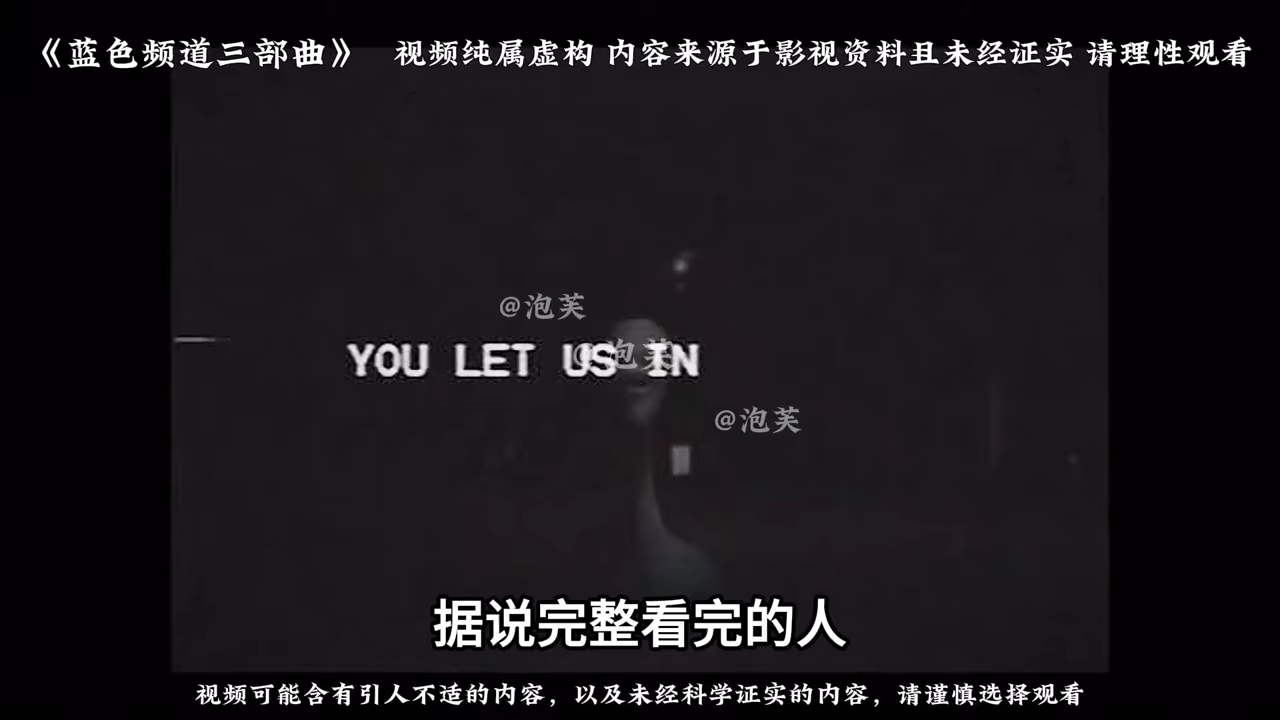 《蓝色频道三部曲》 视频纯属虚构 内容来源于影视资料且未经证实 请理性观看
@泡芙
@泡芙
YOU LET US IN
@泡芙
据说完整看完的人
视频可能含有引人不适的内容，以及未经科学证实的内容，请谨慎选择观看